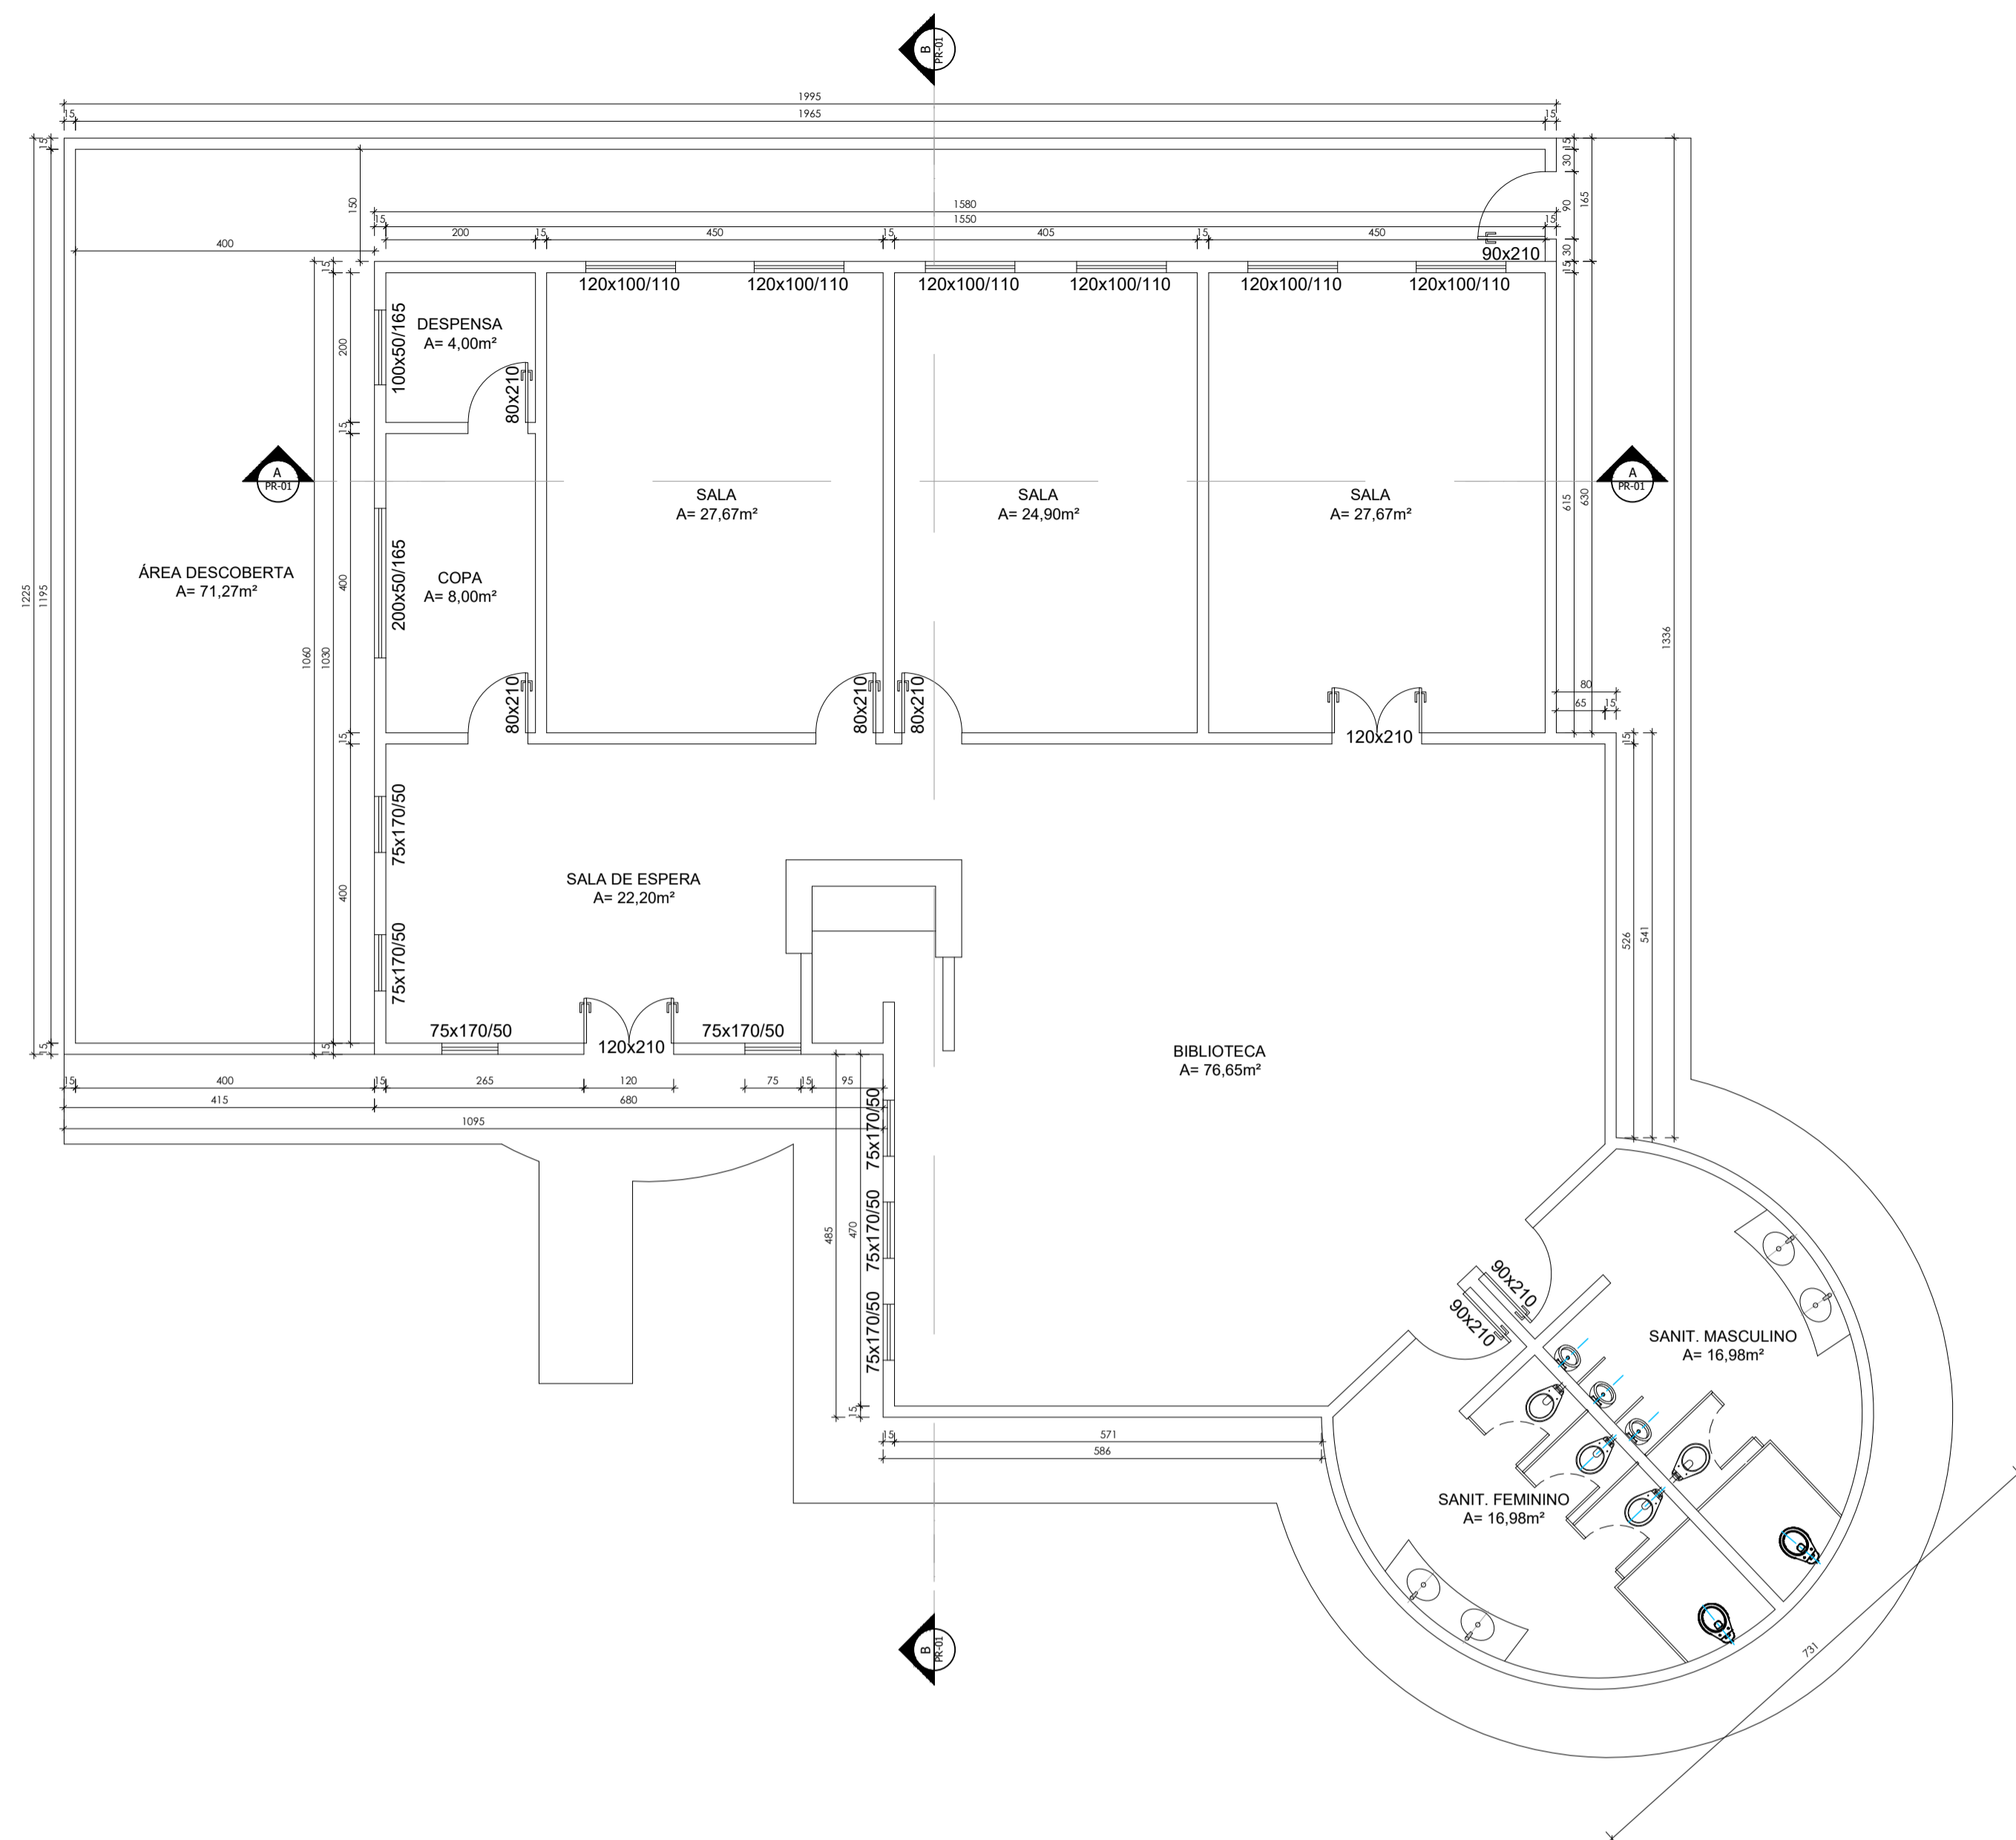 B
PR-01
1995
15
1965
15
15
1225
1195
15
150
1580
15
1550
15
400
200
15
450
15
405
15
450
15
30
90
30
15
165
90x210
1336
15
200
15
400
15
400
15
1060
1030
120x100/110
120x100/110
120x100/110
120x100/110
120x100/110
120x100/110
100x50/165
DESPENSA
A= 4,00m²
80x210
A
PR-01
SALA
A= 27,67m²
SALA
A= 24,90m²
SALA
A= 27,67m²
615
630
A
PR-01
ÁREA DESCOBERTA
A= 71,27m²
200x50/165
COPA
A= 8,00m²
80x210
80x210
80x210
120x210
80
65
15
15
526
541
75x170/50
SALA DE ESPERA
A= 22,20m²
75x170/50
75x170/50
120x210
75x170/50
BIBLIOTECA
A= 76,65m²
15
400
15
265
120
75
15
95
415
680
1095
75x170/50
75x170/50
75x170/50
485
470
15
90x210
90x210
SANIT. MASCULINO
A= 16,98m²
15
571
586
SANIT. FEMININO
A= 16,98m²
731
B
PR-01